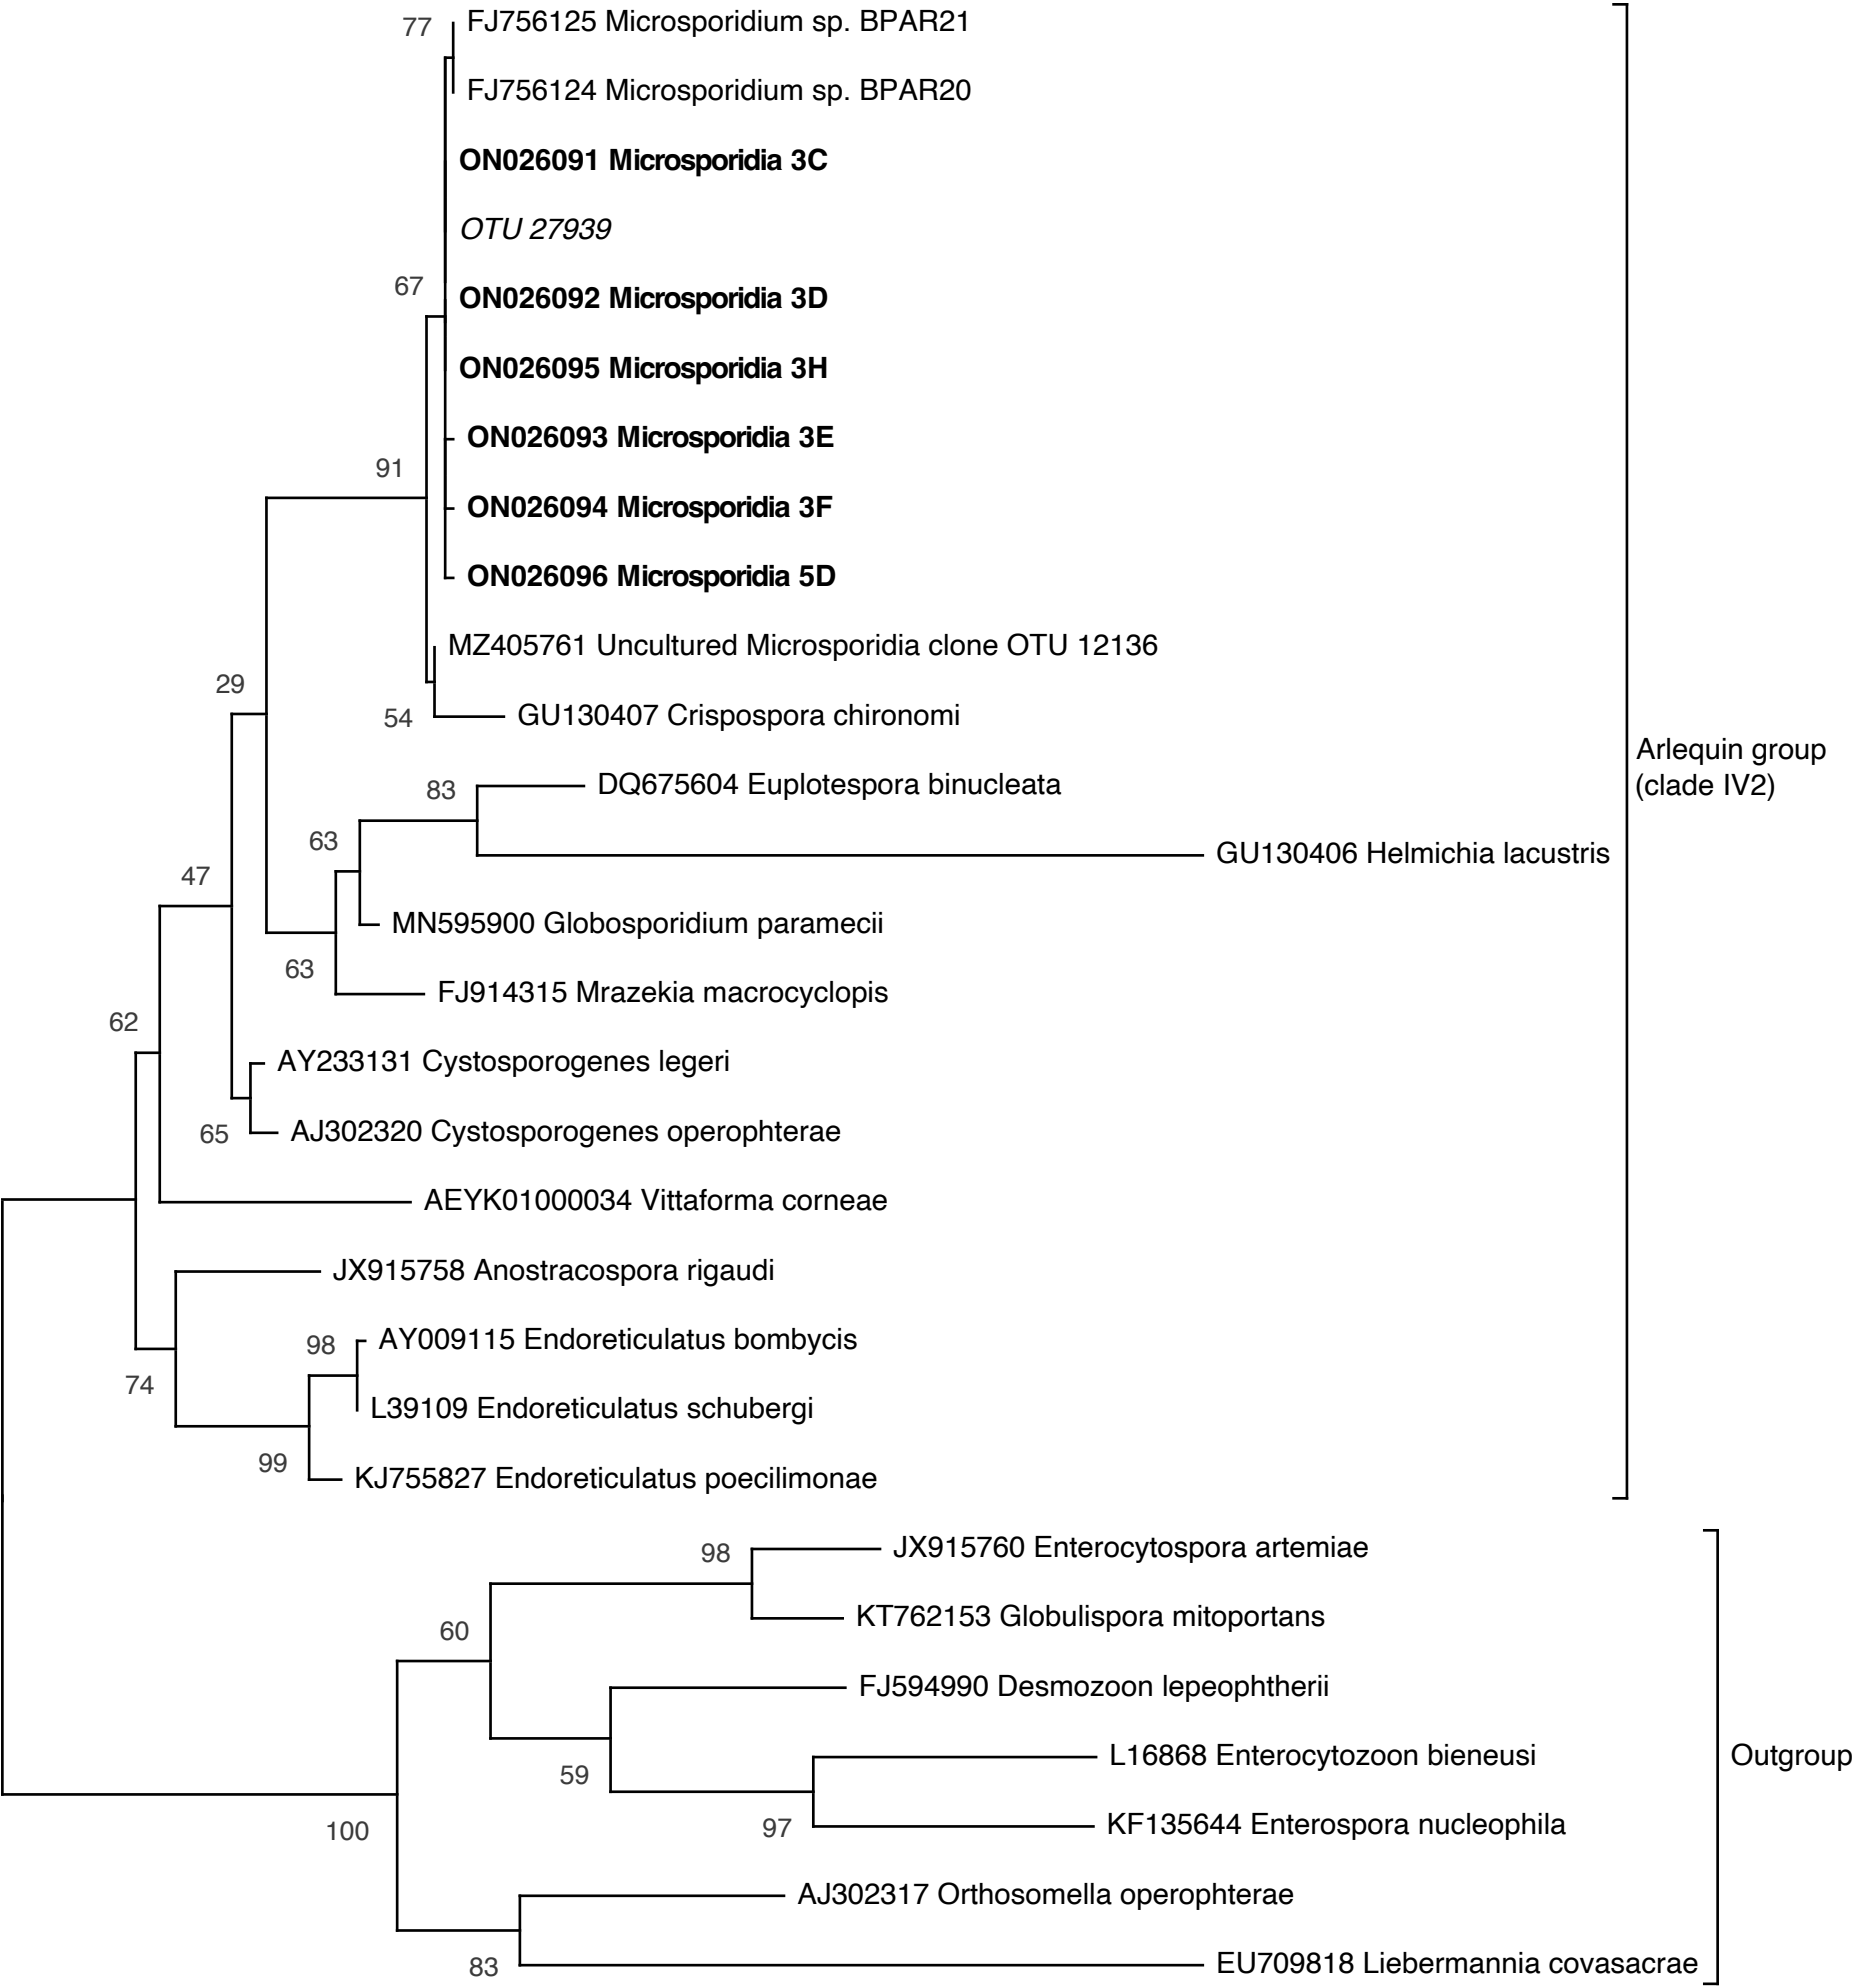 77
FJ756125 Microsporidium sp. BPAR21
FJ756124 Microsporidium sp. BPAR20
ON026091 Microsporidia 3C
OTU 27939
67
ON026092 Microsporidia 3D
ON026095 Microsporidia 3H
ON026093 Microsporidia 3E
91
ON026094 Microsporidia 3F
ON026096 Microsporidia 5D
MZ405761 Uncultured Microsporidia clone OTU 12136
29
54
GU130407 Crispospora chironomi
Arlequin group
(clade IV2)
83
DQ675604 Euplotespora binucleata
63
GU130406 Helmichia lacustris
47
MN595900 Globosporidium paramecii
63
FJ914315 Mrazekia macrocyclopis
62
AY233131 Cystosporogenes legeri
65
AJ302320 Cystosporogenes operophterae
AEYK01000034 Vittaforma corneae
JX915758 Anostracospora rigaudi
98
AY009115 Endoreticulatus bombycis
74
L39109 Endoreticulatus schubergi
99
KJ755827 Endoreticulatus poecilimonae
98
JX915760 Enterocytospora artemiae
60
KT762153 Globulispora mitoportans
FJ594990 Desmozoon lepeophtherii
59
L16868 Enterocytozoon bieneusi
Outgroup
100
97
KF135644 Enterospora nucleophila
AJ302317 Orthosomella operophterae
83
EU709818 Liebermannia covasacrae